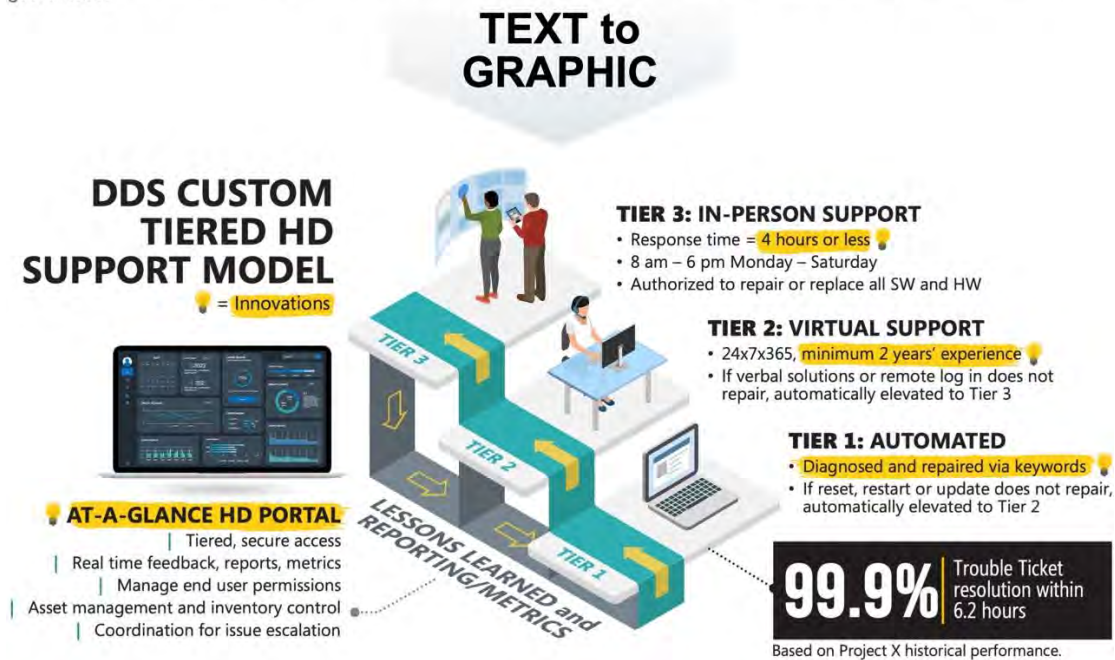 TEXT to
GRAPHIC
DDS CUSTOM
TIERED HD
SUPPORT MODEL
= Innovations
AT-A-GLANCE HD PORTAL
Tiered, secure access
Real time feedback, reports, metrics
Manage end user permissions
Asset management and inventory control
Coordination for issue escalation
TIER 3
TIER 2
TIER 1
LESSONS LEARNED and
REPORTING/METRICS
TIER 3: IN-PERSON SUPPORT
• Response time = 4 hours or less
• 8 am – 6 pm Monday – Saturday
• Authorized to repair or replace all SW and HW
TIER 2: VIRTUAL SUPPORT
• 24x7x365, minimum 2 years’ experience
• If verbal solutions or remote log in does not
repair, automatically elevated to Tier 3
TIER 1: AUTOMATED
• Diagnosed and repaired via keywords
• If reset, restart or update does not repair,
automatically elevated to Tier 2
99.9%
Trouble Ticket
resolution within
6.2 hours
Based on Project X historical performance.